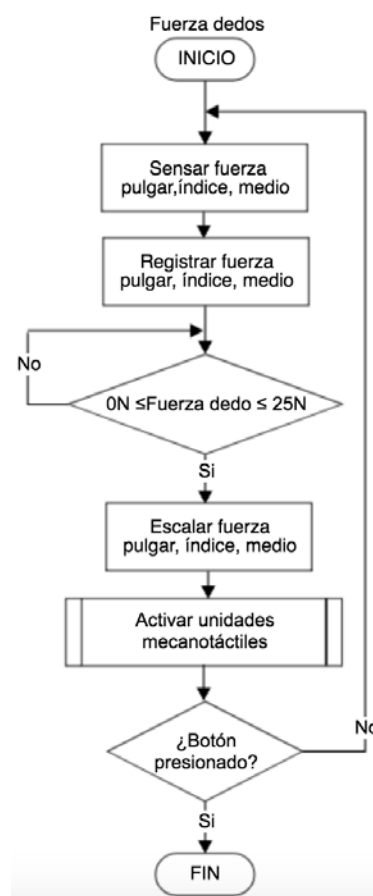 Fuerza dedos
INICIO
Sensar fuerza
pulgar,índice, medio
Registrar fuerza
pulgar, índice, medio
No
0N ≤Fuerza dedo ≤ 25N
Si
Escalar fuerza
pulgar, índice, medio
Activar unidades
mecanotáctiles
¿Botón
presionado?
No
Si
FIN